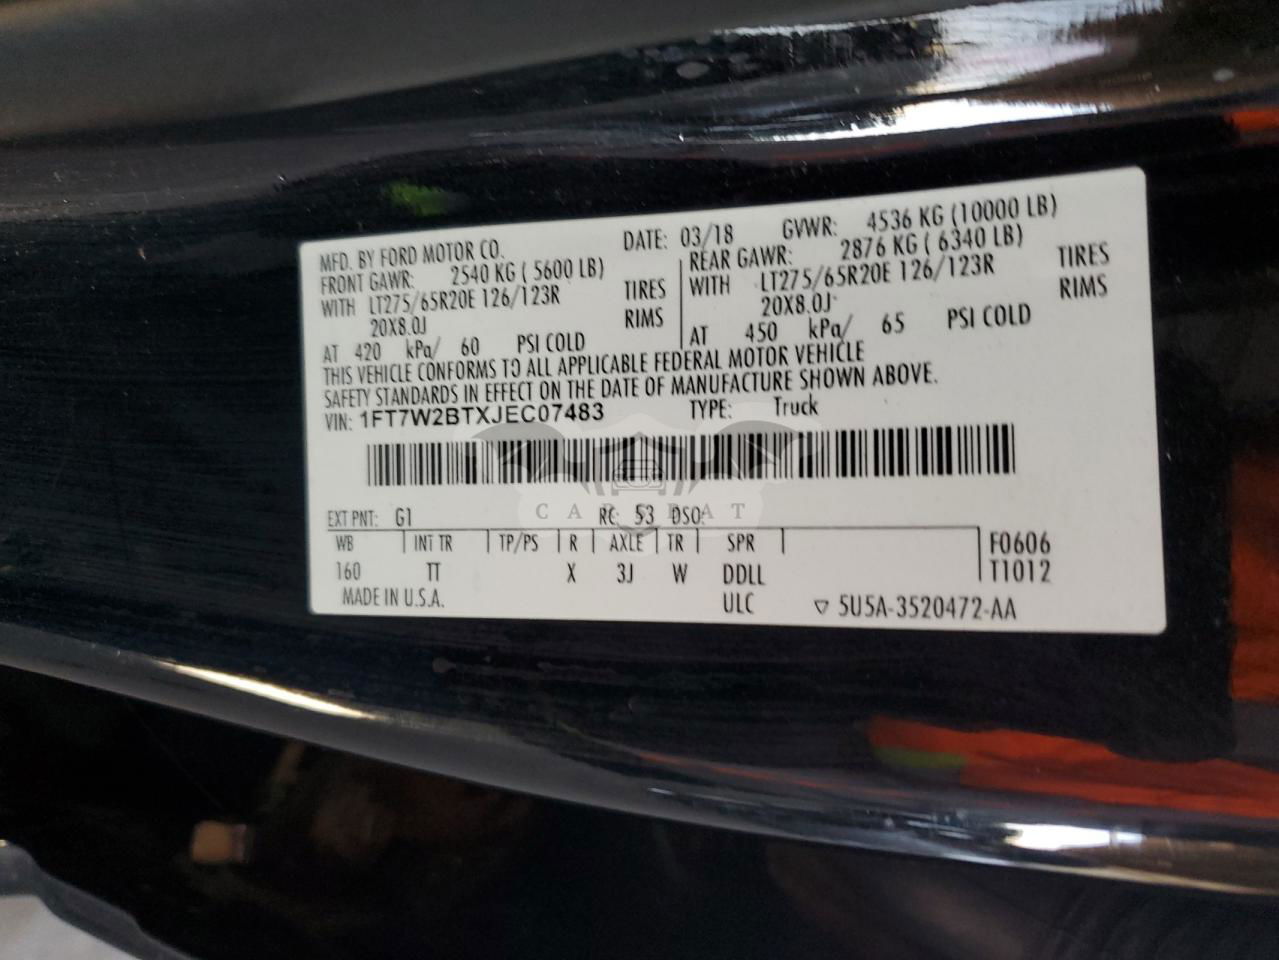 MFD. BY FORD MOTOR CO. DATE: 03/18 GVWR: 4536 KG (10000 LB)
FRONT GAWR: 2540 KG ( 5600 LB) REAR GAWR: 2876 KG ( 6340 LB)
WITH LT275/65R20E 126/123R TIRES WITH LT275/65R20E 126/123R TIRES
20X8.0J RIMS 20X8.0J RIMS
AT 420 kPa/ 60 PSI COLD AT 450 kPa/ 65 PSI COLD
THIS VEHICLE CONFORMS TO ALL APPLICABLE FEDERAL MOTOR VEHICLE
SAFETY STANDARDS IN EFFECT ON THE DATE OF MANUFACTURE SHOWN ABOVE.
VIN: 1FT7W2BTXJEC07483 TYPE: Truck
EXT PNT: G1 RC: 53 DSO:
WB INT TR TP/PS R AXLE TR SPR F0606
160 TT X 3J W DDLL T1012
MADE IN U.S.A. ULC ▽ 5U5A-3520472-AA